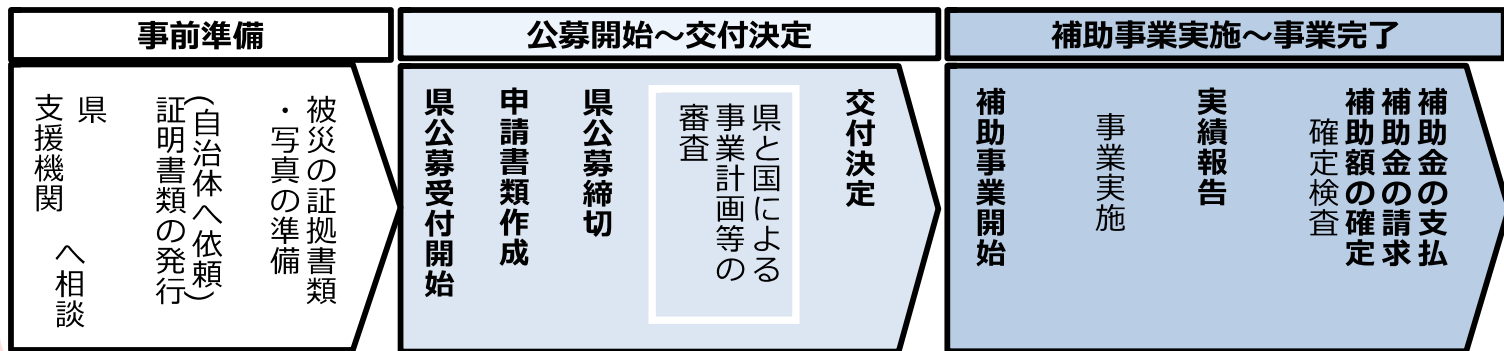 事前準備
県
支援機関
へ相談
証明書類の発行
(自治体へ依頼)
被災の証拠書類
・写真の準備
公募開始～交付決定
県公募受付開始
申請書類作成
県公募締切
県と国による
事業計画等の
審査
交付決定
補助事業実施～事業完了
補助事業開始
事業実施
実績報告
確定検査
補助額の確定
補助金の請求
補助金の支払